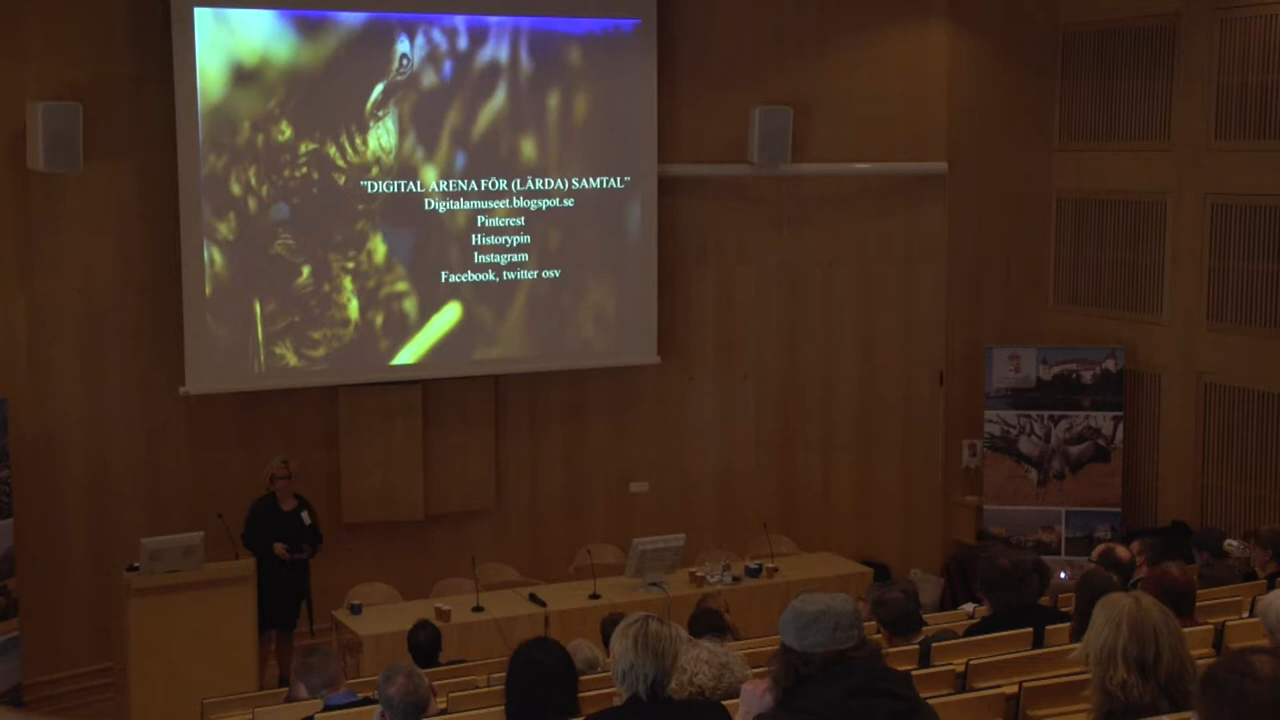 "DIGITAL ARENA FÖR (LÄRDA) SAMTAL"
Digitalamuseet.blogspot.se
Pinterest
Historypin
Instagram
Facebook, twitter osv